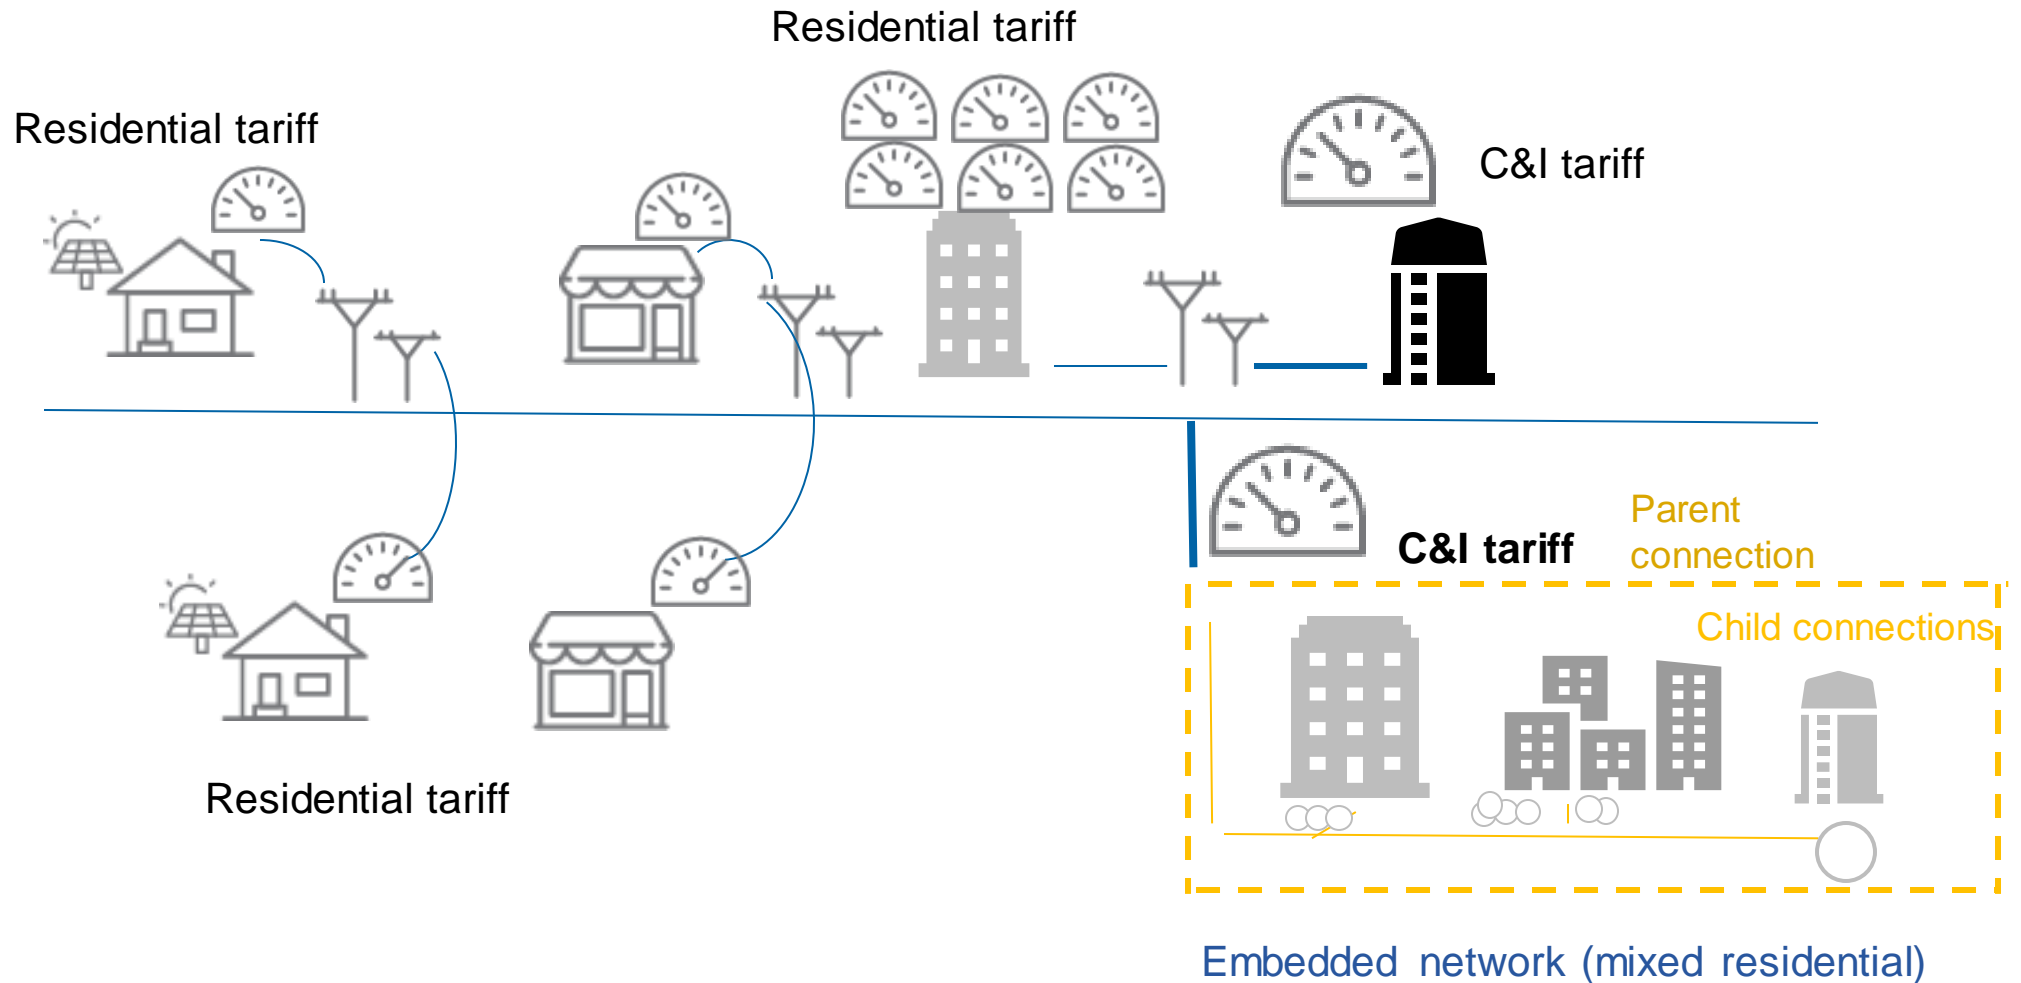 Residential tariff
Residential tariff
C&I tariff
Parent
connection
C&I tariff
Child connections
Residential tariff
Embedded network (mixed residential)